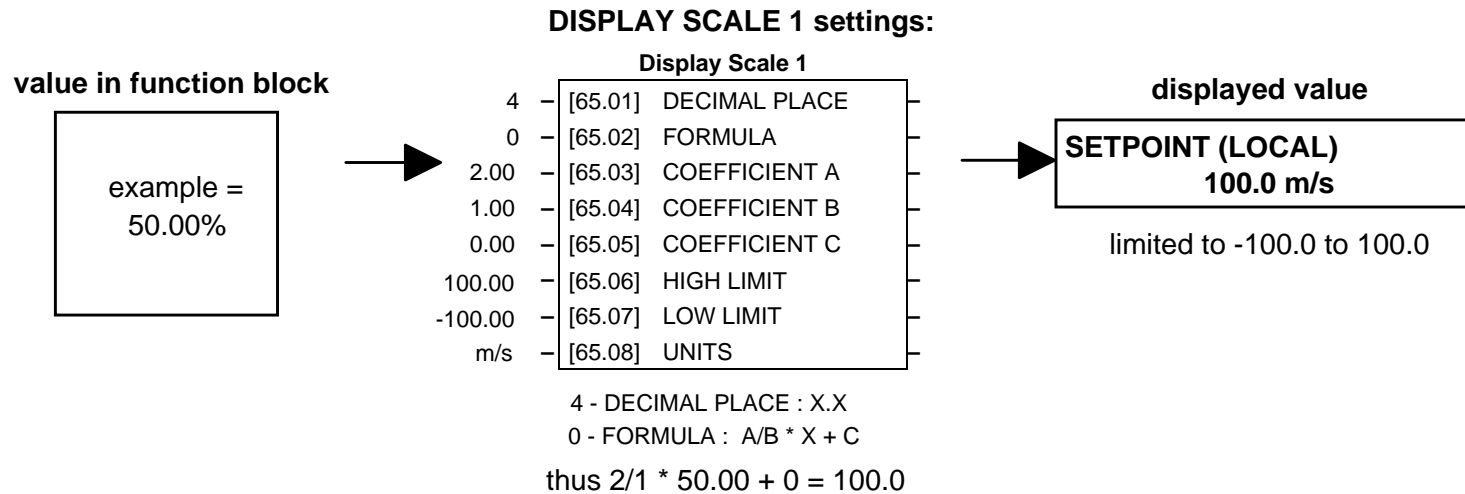 DISPLAY SCALE 1 settings:
value in function block
example =
50.00%
Display Scale 1
4 [65.01] DECIMAL PLACE
0 [65.02] FORMULA
2.00 [65.03] COEFFICIENT A
1.00 [65.04] COEFFICIENT B
0.00 [65.05] COEFFICIENT C
100.00 [65.06] HIGH LIMIT
-100.00 [65.07] LOW LIMIT
m/s [65.08] UNITS
4 - DECIMAL PLACE : X.X
0 - FORMULA : A/B * X + C
thus 2/1 * 50.00 + 0 = 100.0
displayed value
SETPOINT (LOCAL)
100.0 m/s
limited to -100.0 to 100.0